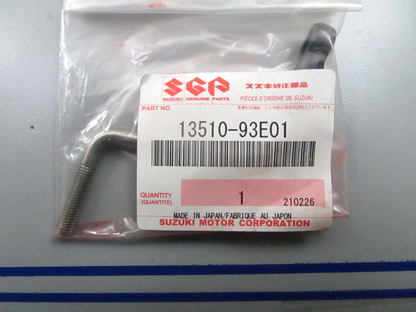 SGP
SUZUKI GENUINE PARTS
スズキ純正部品
PIÈCES D'ORIGINE DE SUZUKI
PART NO.
13510-93E01
QUANTITY
(QUANTITÉ)
1
210226
MADE IN JAPAN/FABRIQUE AU JAPON
SUZUKI MOTOR CORPORATION